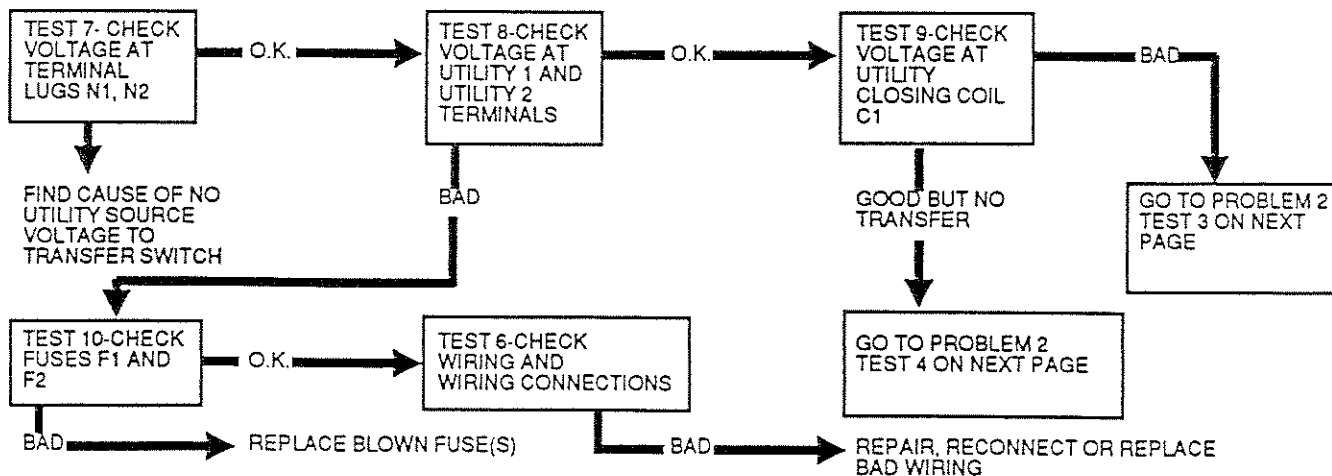 TEST 7- CHECK
VOLTAGE AT
TERMINAL
LUGS N1, N2
O.K.
TEST 8-CHECK
VOLTAGE AT
UTILITY 1 AND
UTILITY 2
TERMINALS
O.K.
TEST 9-CHECK
VOLTAGE AT
UTILITY
CLOSING COIL
C1
BAD
FIND CAUSE OF NO
UTILITY SOURCE
VOLTAGE TO
TRANSFER SWITCH
BAD
GOOD BUT NO
TRANSFER
GO TO PROBLEM 2
TEST 3 ON NEXT
PAGE
TEST 10-CHECK
FUSES F1 AND
F2
O.K.
TEST 6-CHECK
WIRING AND
WIRING CONNECTIONS
GO TO PROBLEM 2
TEST 4 ON NEXT PAGE
BAD
REPLACE BLOWN FUSE(S)
BAD
REPAIR, RECONNECT OR REPLACE
BAD WIRING